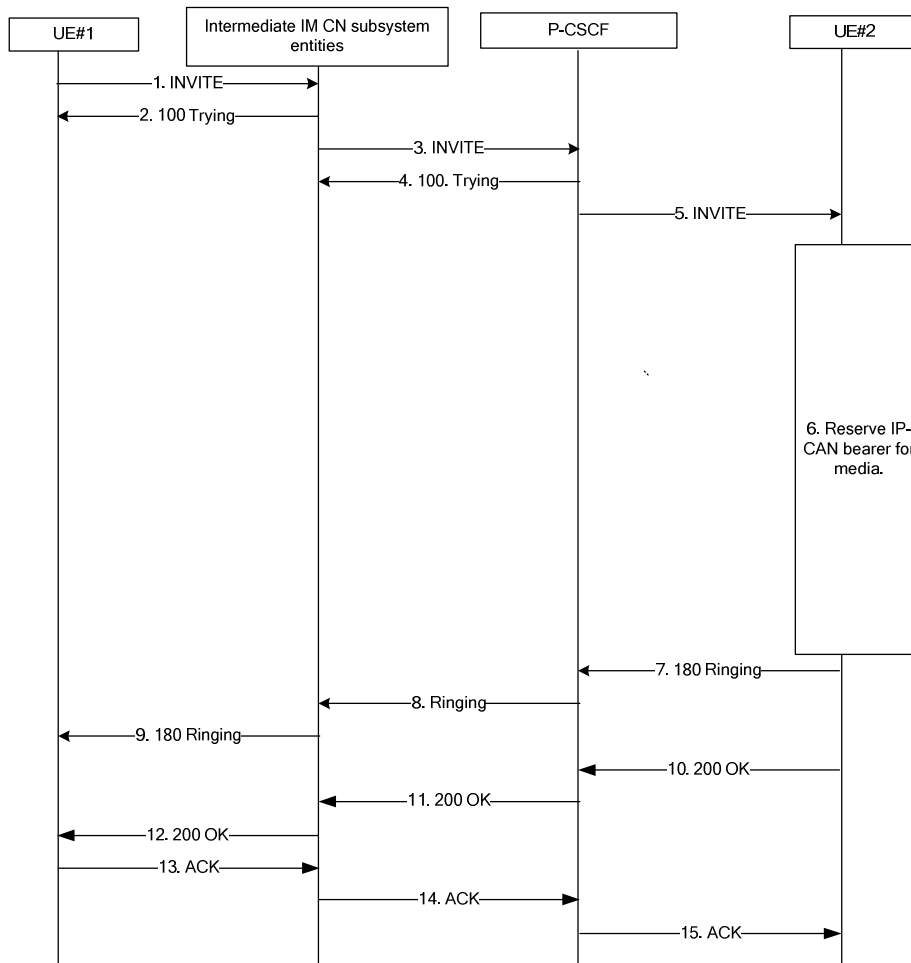 UE#1
Intermediate IM CN subsystem
entities
P-CSCF
UE#2
1. INVITE
2. 100 Trying
3. INVITE
4. 100. Trying
5. INVITE
6. Reserve IP-
CAN bearer for
media.
7. 180 Ringing
8. Ringing
9. 180 Ringing
10. 200 OK
11. 200 OK
12. 200 OK
13. ACK
14. ACK
15. ACK